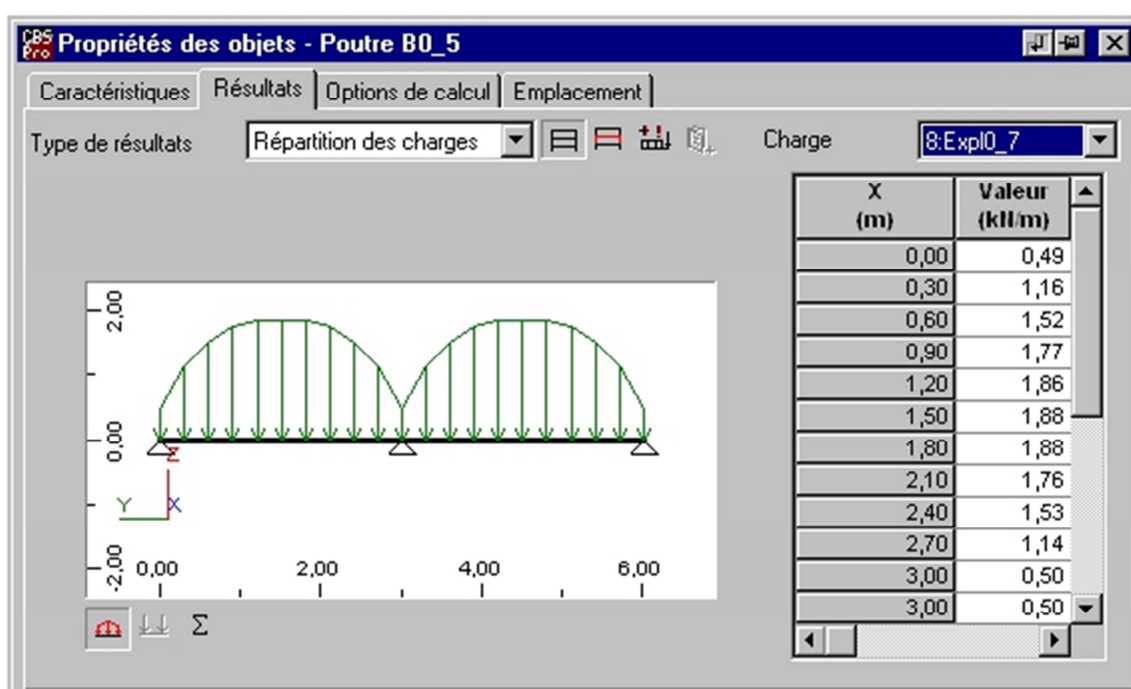 CBS Pro Propriétés des objets - Poutre B0_5
Caractéristiques Résultats Options de calcul Emplacement
Type de résultats Répartition des charges Charge 8:Expl0_7
X (m) Valeur (kN/m)
0,00 0,49
0,30 1,16
0,60 1,52
0,90 1,77
1,20 1,86
1,50 1,88
1,80 1,88
2,10 1,76
2,40 1,53
2,70 1,14
3,00 0,50
3,00 0,50
2,00
0,00
-2,00
Z
Y X
0,00 2,00 4,00 6,00
Σ